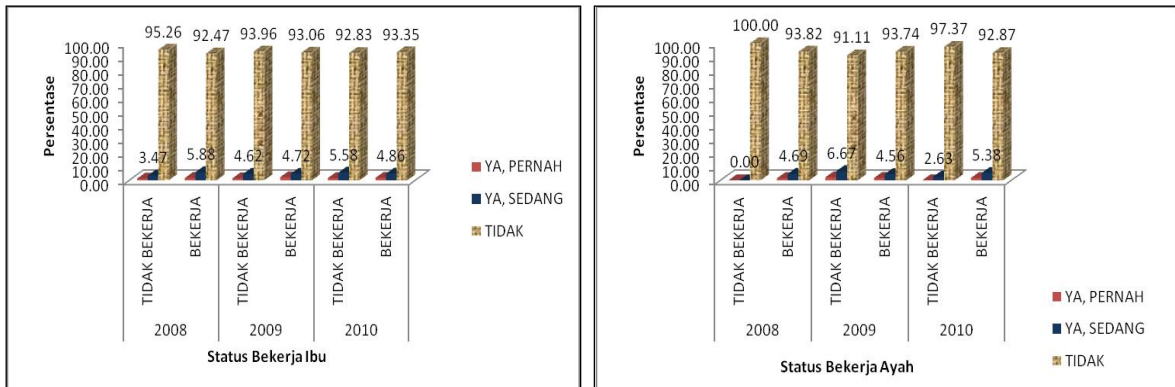 95.26 92.47 93.96 93.06 92.83 93.35
100.00
90.00
80.00
70.00
60.00
50.00
40.00
30.00
20.00
10.00
0.00
Persentase
3.47 5.88 4.62 4.72 5.58 4.86
TIDAK BEKERJA
BEKERJA
TIDAK BEKERJA
BEKERJA
TIDAK BEKERJA
BEKERJA
2008 2009 2010
Status Bekerja Ibu
YA, PERNAH
YA, SEDANG
TIDAK
100.00 93.82 91.11 93.74 97.37 92.87
100.00
90.00
80.00
70.00
60.00
50.00
40.00
30.00
20.00
10.00
0.00
Persentase
0.00 4.69 6.67 4.56 2.63 5.38
TIDAK BEKERJA
BEKERJA
TIDAK BEKERJA
BEKERJA
TIDAK BEKERJA
BEKERJA
2008 2009 2010
Status Bekerja Ayah
YA, PERNAH
YA, SEDANG
TIDAK